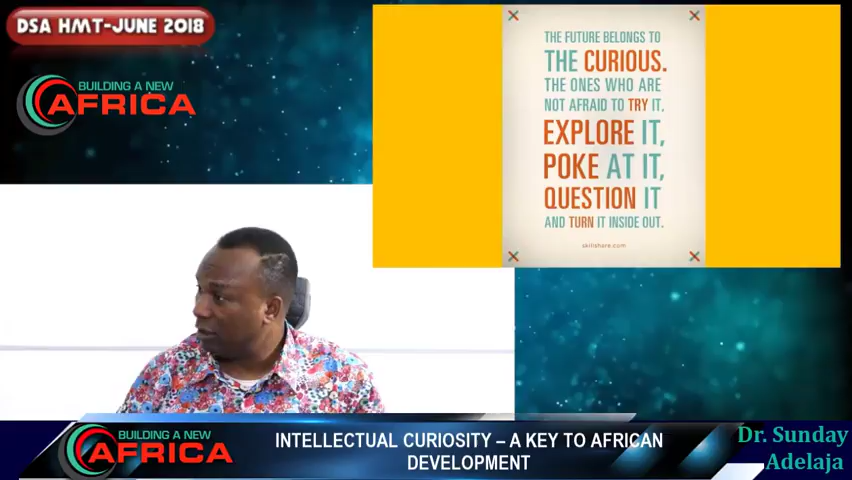 DSA HMT-JUNE 2018
BUILDING A NEW
AFRICA
THE FUTURE BELONGS TO
THE CURIOUS.
THE ONES WHO ARE
NOT AFRAID TO TRY IT,
EXPLORE IT,
POKE AT IT,
QUESTION IT
AND TURN IT INSIDE OUT.
skillshare.com
BUILDING A NEW
AFRICA
INTELLECTUAL CURIOSITY – A KEY TO AFRICAN
DEVELOPMENT
Dr. Sunday
Adelaja